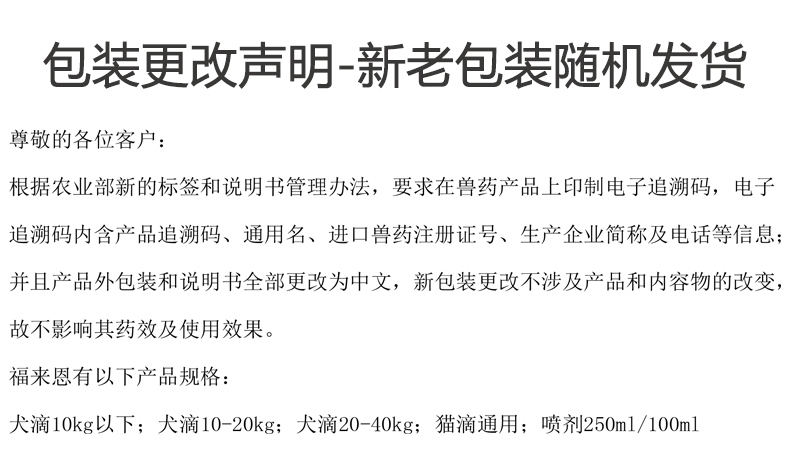 包装更改声明-新老包装随机发货
尊敬的各位客户：
根据农业部新的标签和说明书管理办法，要求在兽药产品上印制电子追溯码，电子
追溯码内含产品追溯码、通用名、进口兽药注册证号、生产企业简称及电话等信息；
并且产品外包装和说明书全部更改为中文，新包装更改不涉及产品和内容物的改变，
故不影响其药效及使用效果。
福来恩有以下产品规格：
犬滴10kg以下；犬滴10-20kg；犬滴20-40kg；猫滴通用；喷剂250ml/100ml